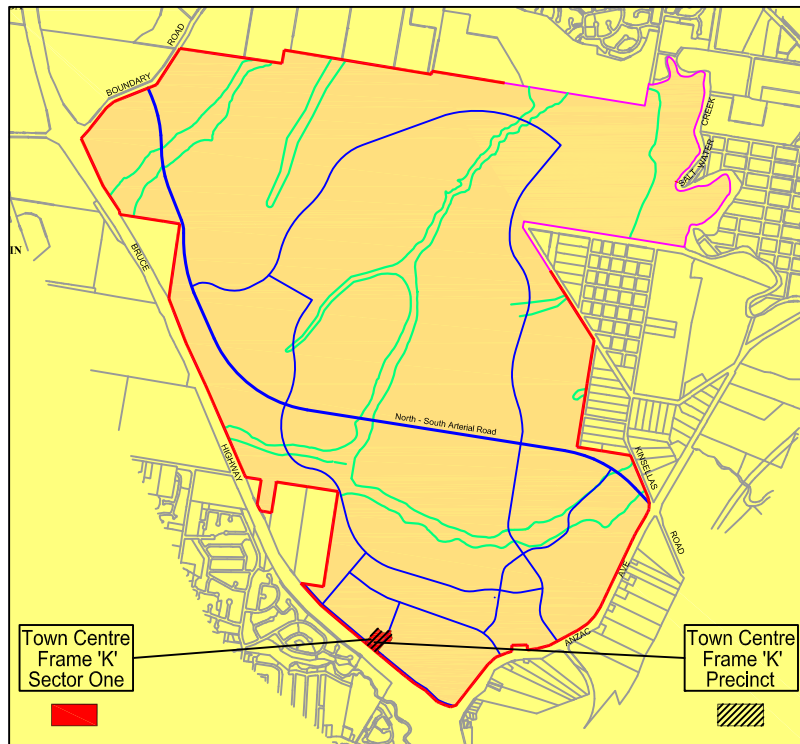 BOUNDARY
ROAD
SALT WATER
CREEK
BRUCE
IN
North - South Arterial Road
HIGHWAY
KINSELLAS
ROAD
AVE
ANZAC
Town Centre
Frame 'K'
Sector One
Town Centre
Frame 'K'
Precinct